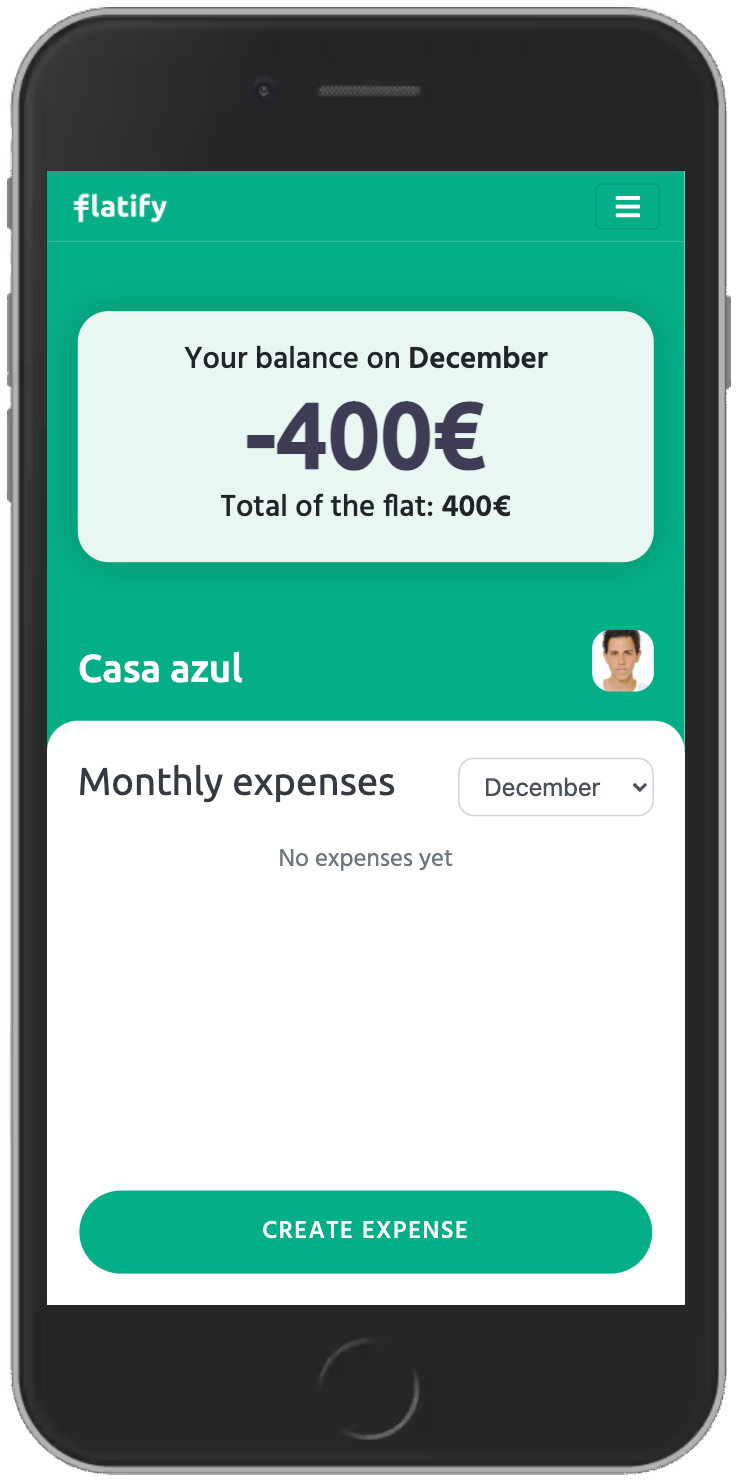 flatify
Your balance on December
-400€
Total of the flat: 400€
Casa azul
Monthly expenses
December
No expenses yet
CREATE EXPENSE